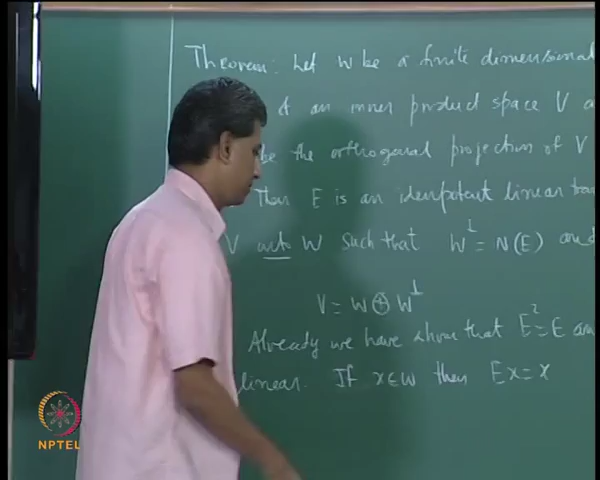 Theorem: Let W be a finite dimensional
of an inner product space V
be the orthogonal projection of V
Then E is an idempotent linear
V onto W such that W⊥ = N(E) and
V = W ⊕ W⊥
Already we have shown that E² = E an
linear. If x∈W then Ex = x
NPTEL